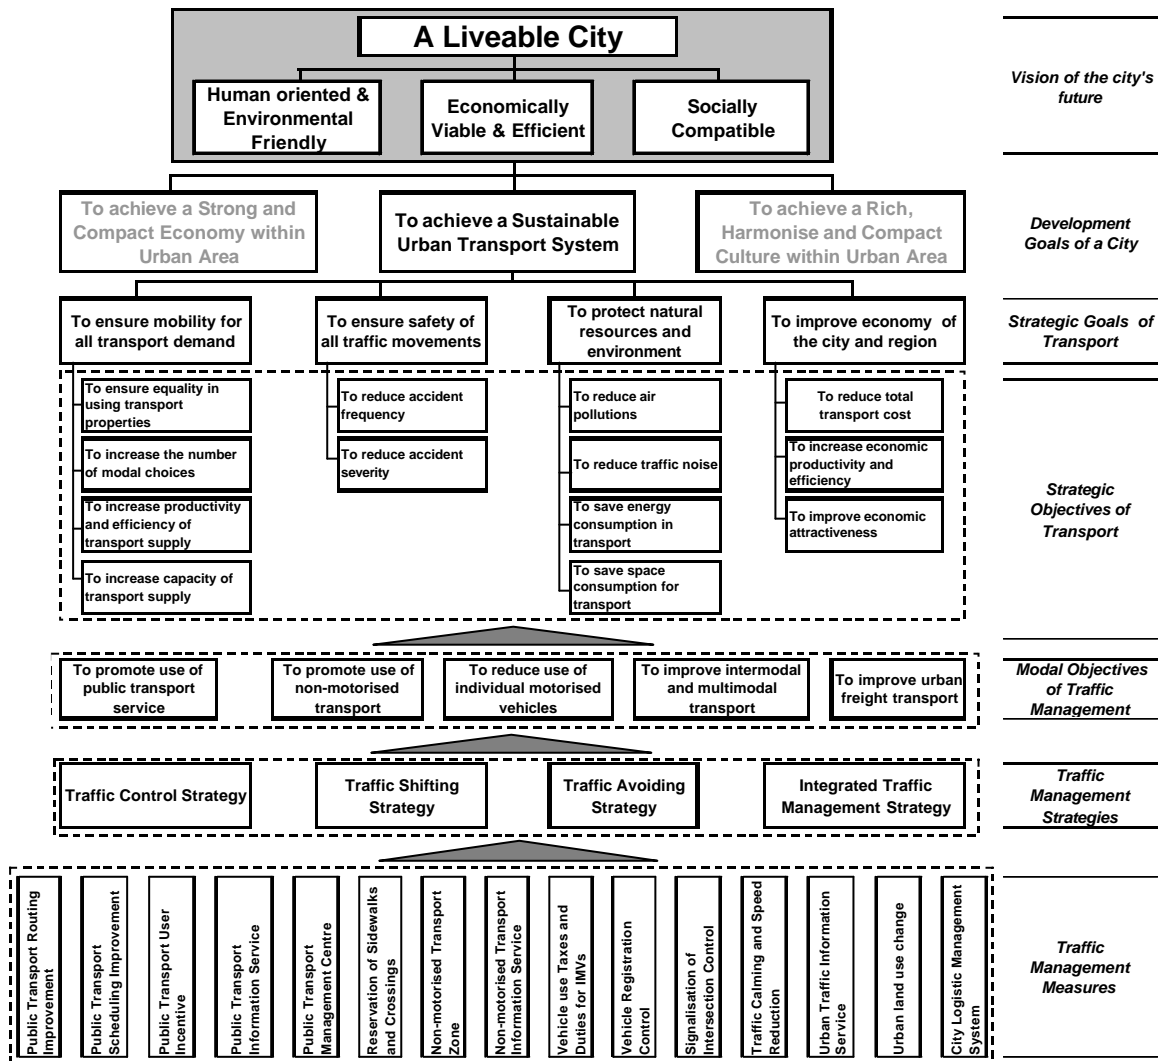 A Liveable City
Human oriented &
Environmental
Friendly
Economically
Viable & Efficient
Socially
Compatible
Vision of the city's
future
To achieve a Strong and
Compact Economy within
Urban Area
To achieve a Sustainable
Urban Transport System
To achieve a Rich,
Harmonise and Compact
Culture within Urban Area
Development
Goals of a City
To ensure mobility for
all transport demand
To ensure safety of
all traffic movements
To protect natural
resources and
environment
To improve economy of
the city and region
Strategic Goals of
Transport
To ensure equality in
using transport
properties
To increase the number
of modal choices
To increase productivity
and efficiency of
transport supply
To increase capacity of
transport supply
To reduce accident
frequency
To reduce accident
severity
To reduce air
pollutions
To reduce traffic noise
To save energy
consumption in
transport
To save space
consumption for
transport
To reduce total
transport cost
To increase economic
productivity and
efficiency
To improve economic
attractiveness
Strategic
Objectives of
Transport
To promote use of
public transport
service
To promote use of
non-motorised
transport
To reduce use of
individual motorised
vehicles
To improve intermodal
and multimodal
transport
To improve urban
freight transport
Modal Objectives
of Traffic
Management
Traffic Control Strategy
Traffic Shifting
Strategy
Traffic Avoiding
Strategy
Integrated Traffic
Management Strategy
Traffic
Management
Strategies
Public Transport Routing
Improvement
Public Transport
Scheduling Improvement
Public Transport User
Incentive
Public Transport
Information Service
Public Transport
Management Centre
Reservation of Sidewalks
and Crossings
Non-motorised Transport
Zone
Non-motorised Transport
Information Service
Vehicle use Taxes and
Duties for IMVs
Vehicle Registration
Control
Signalisation of
Intersection Control
Traffic Calming and Speed
Reduction
Urban Traffic Information
Service
Urban land use change
City Logistic Management
System
Traffic
Management
Measures